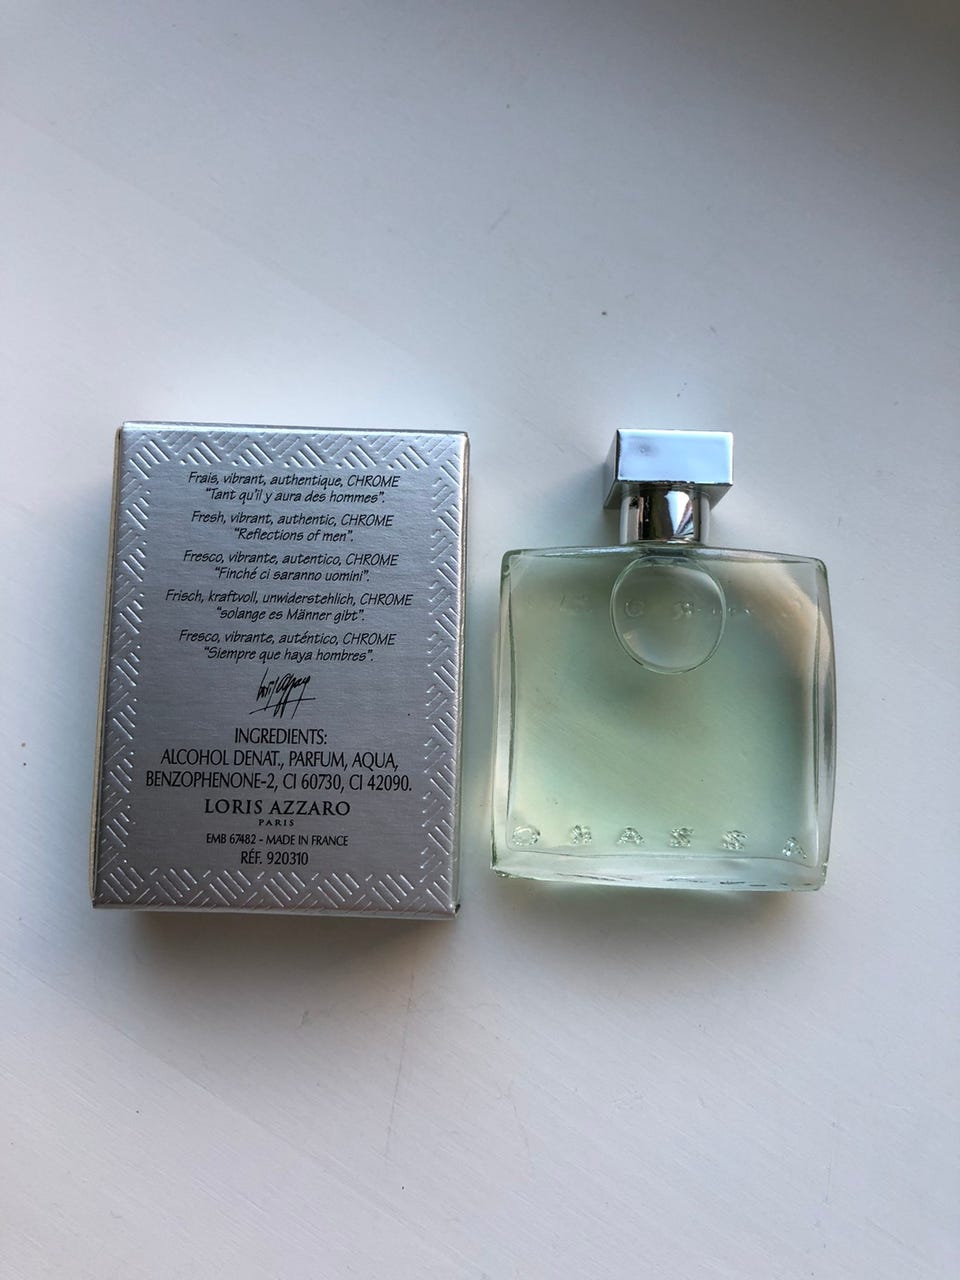 Frais, vibrant, authentique, CHROME
"Tant qu'il y aura des hommes".
Fresh, vibrant, authentic, CHROME
"Reflections of men".
Fresco, vibrante, autentico, CHROME
"Finché ci saranno uomini".
Frisch, kraftvoll, unwiderstehlich, CHROME
"solange es Männer gibt".
Fresco, vibrante, auténtico, CHROME
"Siempre que haya hombres".
INGREDIENTS:
ALCOHOL DENAT., PARFUM, AQUA,
BENZOPHENONE-2, CI 60730, CI 42090.
LORIS AZZARO
PARIS
EMB 67482 - MADE IN FRANCE
RÉF. 920310
AZZARO